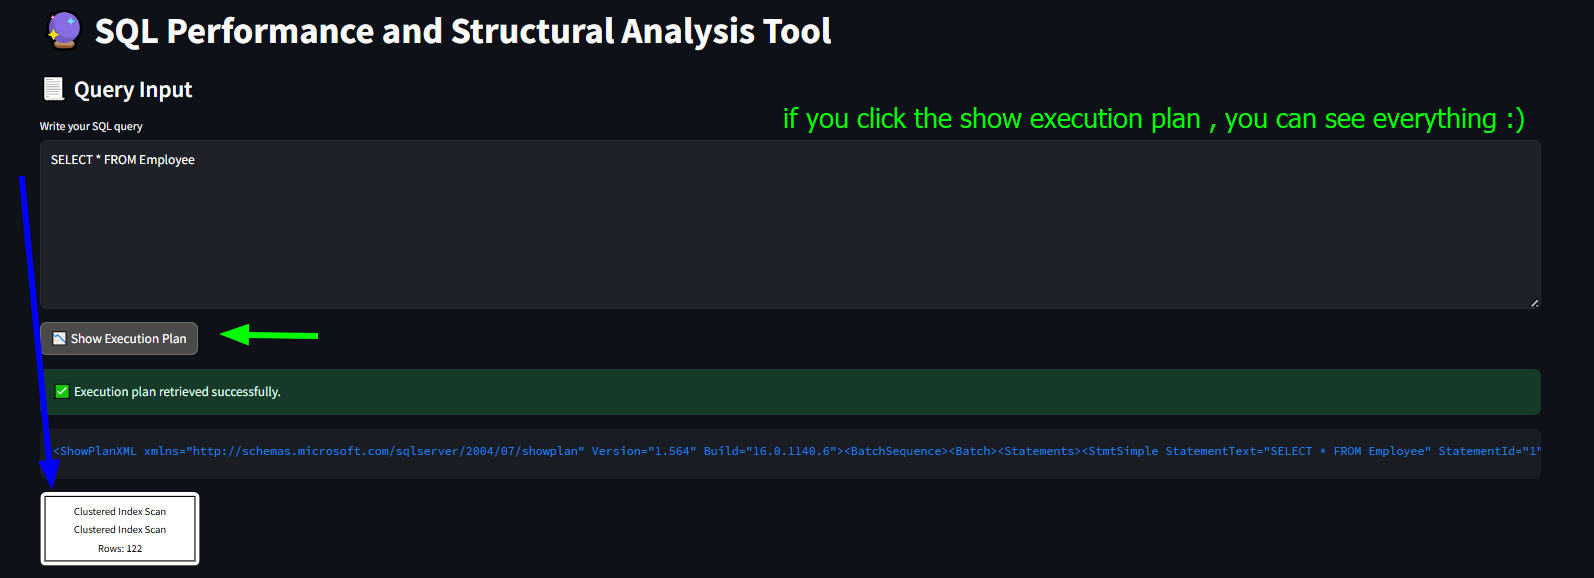 SQL Performance and Structural Analysis Tool
Query Input
if you click the show execution plan , you can see everything :)
Write your SQL query
SELECT * FROM Employee
Show Execution Plan
Execution plan retrieved successfully.
<ShowPlanXML xmlns="http://schemas.microsoft.com/sqlserver/2004/07/showplan" Version="1.564" Build="16.0.1140.6"><BatchSequence><Batch><Statements><StmtSimple StatementText="SELECT * FROM Employee" StatementId="1"
Clustered Index Scan
Clustered Index Scan
Rows: 122